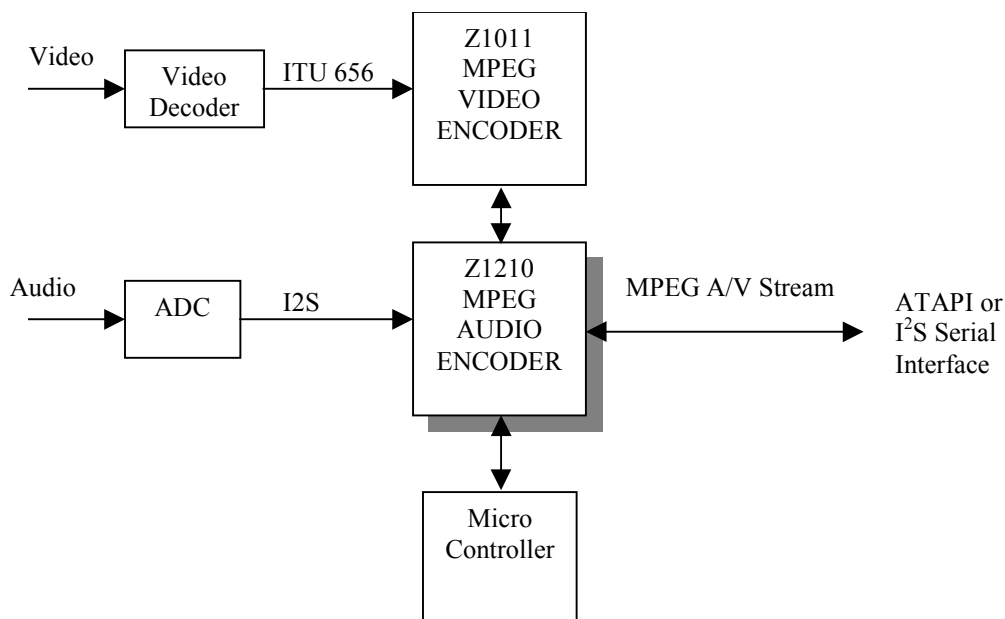 Video
Video
Decoder
ITU 656
Z1011
MPEG
VIDEO
ENCODER
Audio
ADC
I2S
Z1210
MPEG
AUDIO
ENCODER
MPEG A/V Stream
ATAPI or
I²S Serial
Interface
Micro
Controller